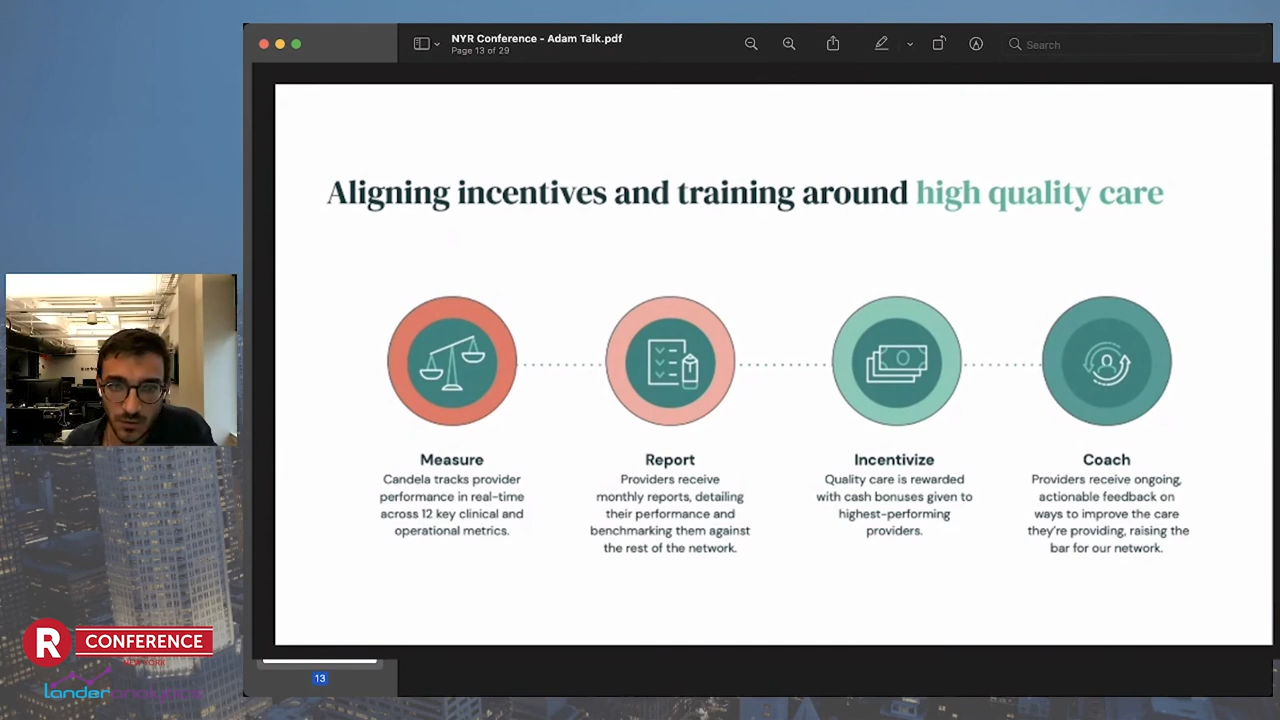 NYR Conference - Adam Talk.pdf
Page 13 of 29
Search
Aligning incentives and training around high quality care
Measure
Candela tracks provider
performance in real-time
across 12 key clinical and
operational metrics.
Report
Providers receive
monthly reports, detailing
their performance and
benchmarking them against
the rest of the network.
Incentivize
Quality care is rewarded
with cash bonuses given to
highest-performing
providers.
Coach
Providers receive ongoing,
actionable feedback on
ways to improve the care
they're providing, raising the
bar for our network.
R CONFERENCE
NEW YORK
lander analytics
13